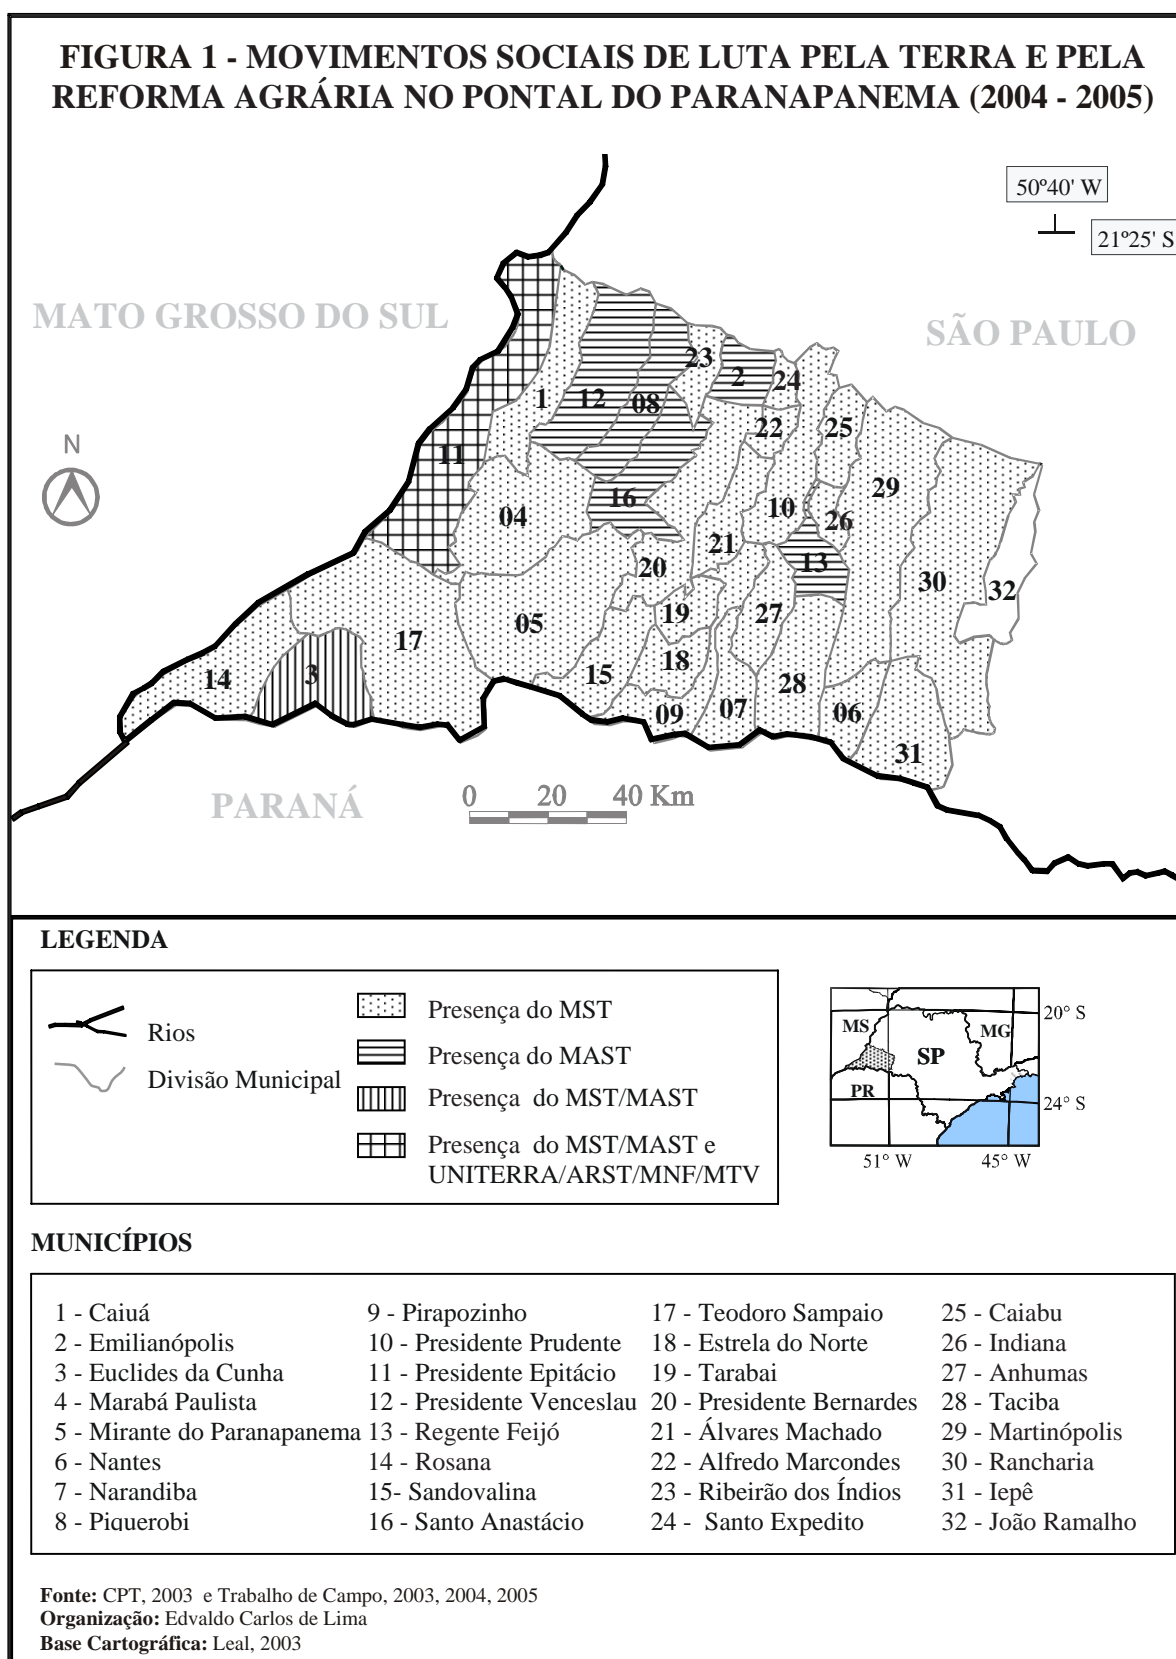 FIGURA 1 - MOVIMENTOS SOCIAIS DE LUTA PELA TERRA E PELA
REFORMA AGRÁRIA NO PONTAL DO PARANAPANEMA (2004 - 2005)
50º40' W
21º25' S
MATO GROSSO DO SUL
SÃO PAULO
N
23
2
24
1
12
08
22
25
11
16
29
04
10
26
21
20
13
30
32
05
19
27
17
18
14
3
15
28
09
07
06
31
PARANÁ
0 20 40 Km
LEGENDA
Rios
Divisão Municipal
Presença do MST
Presença do MAST
Presença do MST/MAST
Presença do MST/MAST e
UNITERRA/ARST/MNF/MTV
MS
MG
SP
PR
20° S
24° S
51° W
45° W
MUNICÍPIOS
1 - Caiuá
2 - Emilianópolis
3 - Euclides da Cunha
4 - Marabá Paulista
5 - Mirante do Paranapanema
6 - Nantes
7 - Narandiba
8 - Piquerobi
9 - Pirapozinho
10 - Presidente Prudente
11 - Presidente Epitácio
12 - Presidente Venceslau
13 - Regente Feijó
14 - Rosana
15- Sandovalina
16 - Santo Anastácio
17 - Teodoro Sampaio
18 - Estrela do Norte
19 - Tarabai
20 - Presidente Bernardes
21 - Álvares Machado
22 - Alfredo Marcondes
23 - Ribeirão dos Índios
24 - Santo Expedito
25 - Caiabu
26 - Indiana
27 - Anhumas
28 - Taciba
29 - Martinópolis
30 - Rancharia
31 - Iepê
32 - João Ramalho
Fonte: CPT, 2003 e Trabalho de Campo, 2003, 2004, 2005
Organização: Edvaldo Carlos de Lima
Base Cartográfica: Leal, 2003